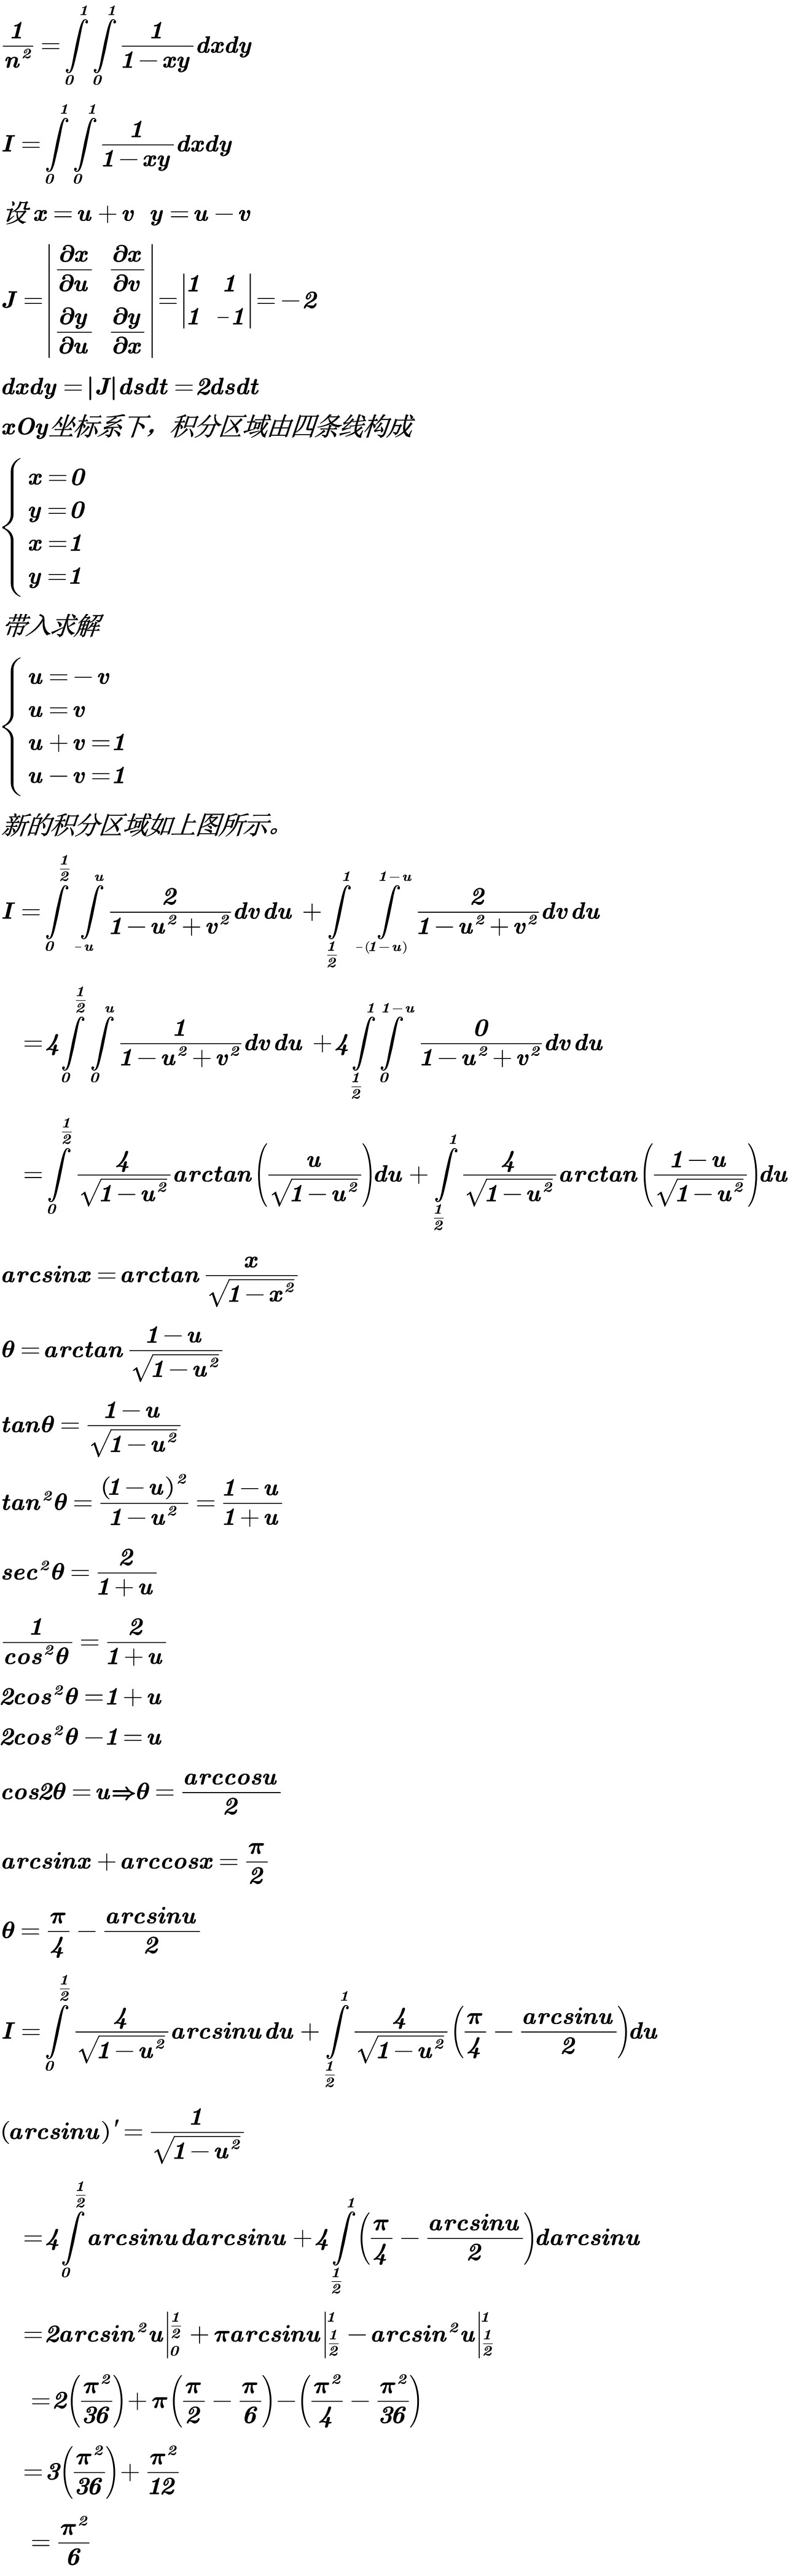 1/n² = ∫₀¹ ∫₀¹ 1/(1−xy) dxdy
I = ∫₀¹ ∫₀¹ 1/(1−xy) dxdy
设 x = u + v   y = u − v
J = |∂x/∂u ∂x/∂v; ∂y/∂u ∂y/∂x| = |1 1; 1 -1| = −2
dxdy = |J| dsdt = 2dsdt
xOy坐标系下，积分区域由四条线构成
x = 0
y = 0
x = 1
y = 1
带入求解
u = −v
u = v
u + v = 1
u − v = 1
新的积分区域如上图所示。
I = ∫_0^{1/2} ∫_{-u}^{u} 2/(1−u²+v²) dv du + ∫_{1/2}^{1} ∫_{-(1−u)}^{1−u} 2/(1−u²+v²) dv du
= 4∫_0^{1/2} ∫_0^{u} 1/(1−u²+v²) dv du + 4∫_{1/2}^{1} ∫_0^{1−u} 0/(1−u²+v²) dv du
= ∫_0^{1/2} 4/√(1−u²) arctan(u/√(1−u²)) du + ∫_{1/2}^{1} 4/√(1−u²) arctan((1−u)/√(1−u²)) du
arcsinx = arctan x/√(1−x²)
θ = arctan (1−u)/√(1−u²)
tanθ = (1−u)/√(1−u²)
tan²θ = (1−u)²/(1−u²) = (1−u)/(1+u)
sec²θ = 2/(1+u)
1/cos²θ = 2/(1+u)
2cos²θ = 1 + u
2cos²θ − 1 = u
cos2θ = u ⇒ θ = arccosu/2
arcsinx + arccosx = π/2
θ = π/4 − arcsinu/2
I = ∫_0^{1/2} 4/√(1−u²) arcsinu du + ∫_{1/2}^{1} 4/√(1−u²) (π/4 − arcsinu/2) du
(arcsinu)′ = 1/√(1−u²)
= 4∫_0^{1/2} arcsinu darcsinu + 4∫_{1/2}^{1} (π/4 − arcsinu/2) darcsinu
= 2arcsin²u|_0^{1/2} + πarcsinu|_{1/2}^{1} − arcsin²u|_{1/2}^{1}
= 2(π²/36) + π(π/2 − π/6) − (π²/4 − π²/36)
= 3(π²/36) + π²/12
= π²/6